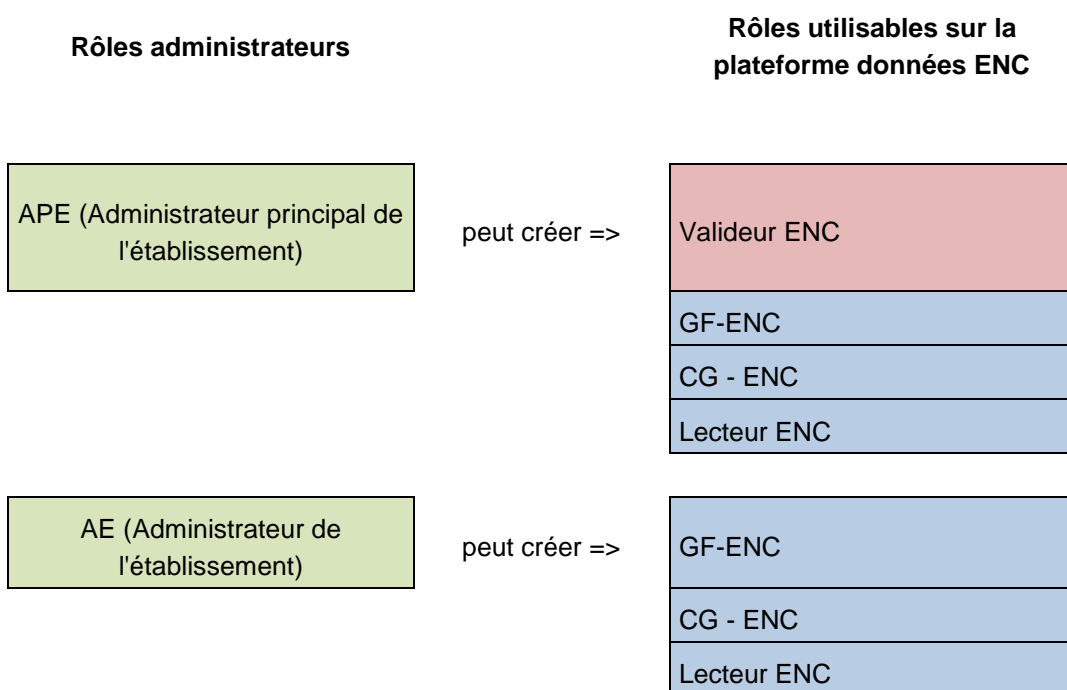 Rôles administrateurs
Rôles utilisables sur la
plateforme données ENC
APE (Administrateur principal de
l'établissement)
peut créer =>
Valideur ENC
GF-ENC
CG - ENC
Lecteur ENC
AE (Administrateur de
l'établissement)
peut créer =>
GF-ENC
CG - ENC
Lecteur ENC